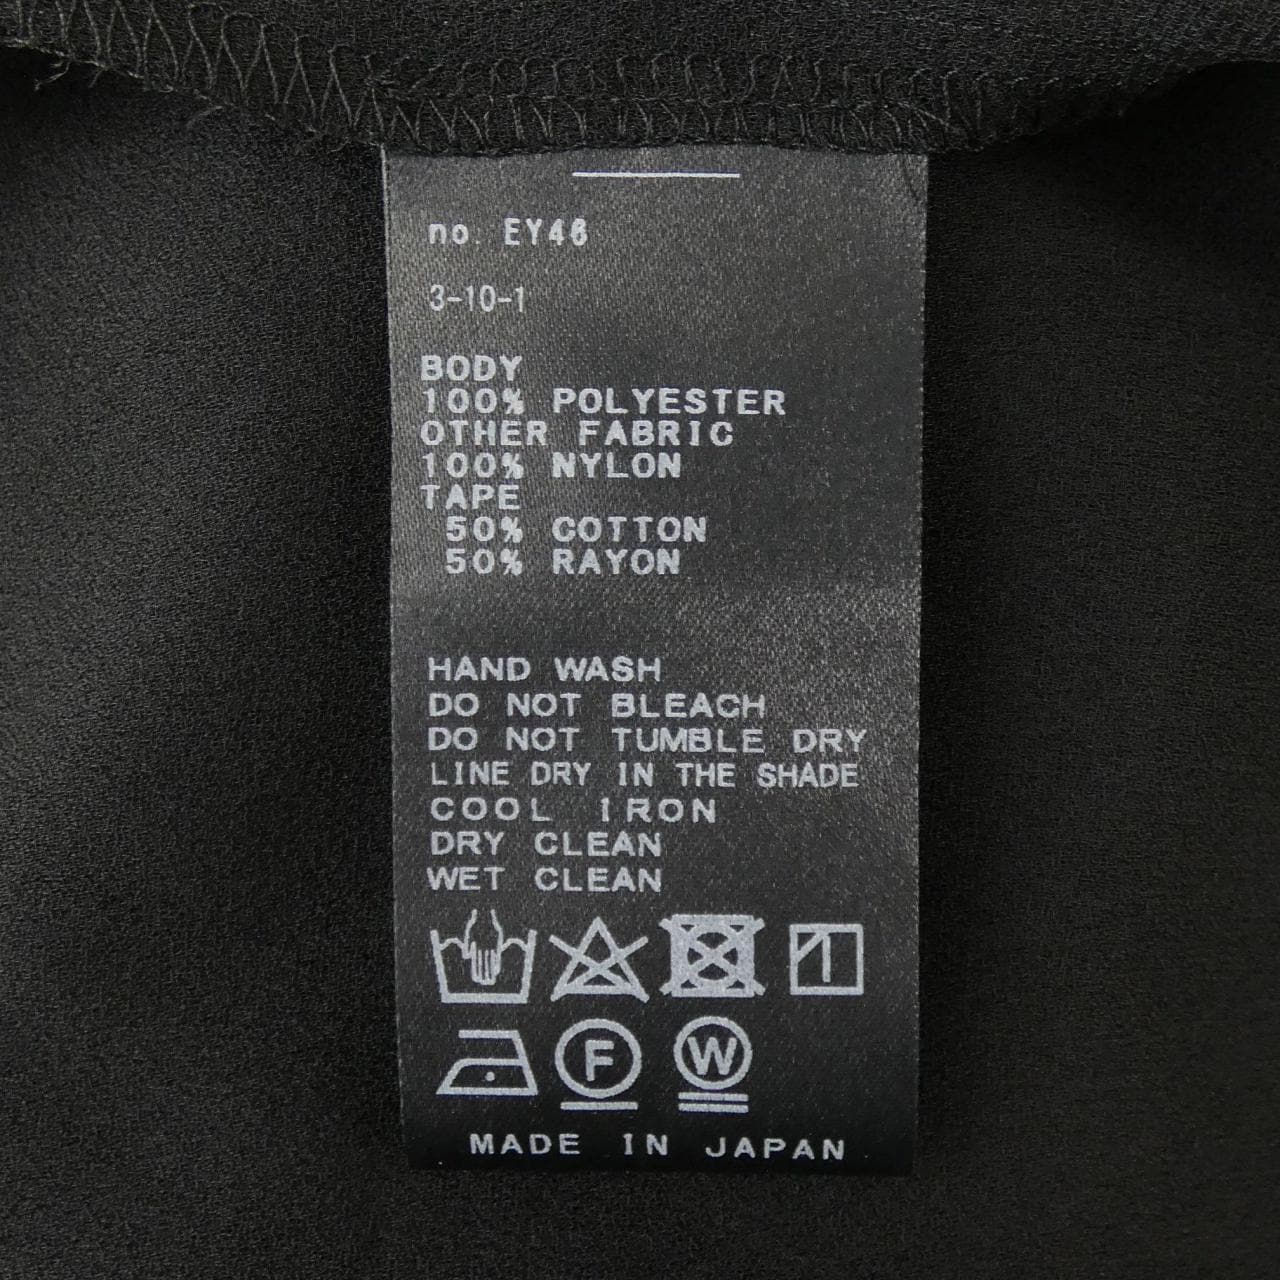 no. EY46
3-10-1
BODY
100% POLYESTER
OTHER FABRIC
100% NYLON
TAPE
50% COTTON
50% RAYON
HAND WASH
DO NOT BLEACH
DO NOT TUMBLE DRY
LINE DRY IN THE SHADE
COOL IRON
DRY CLEAN
WET CLEAN
F W
MADE IN JAPAN